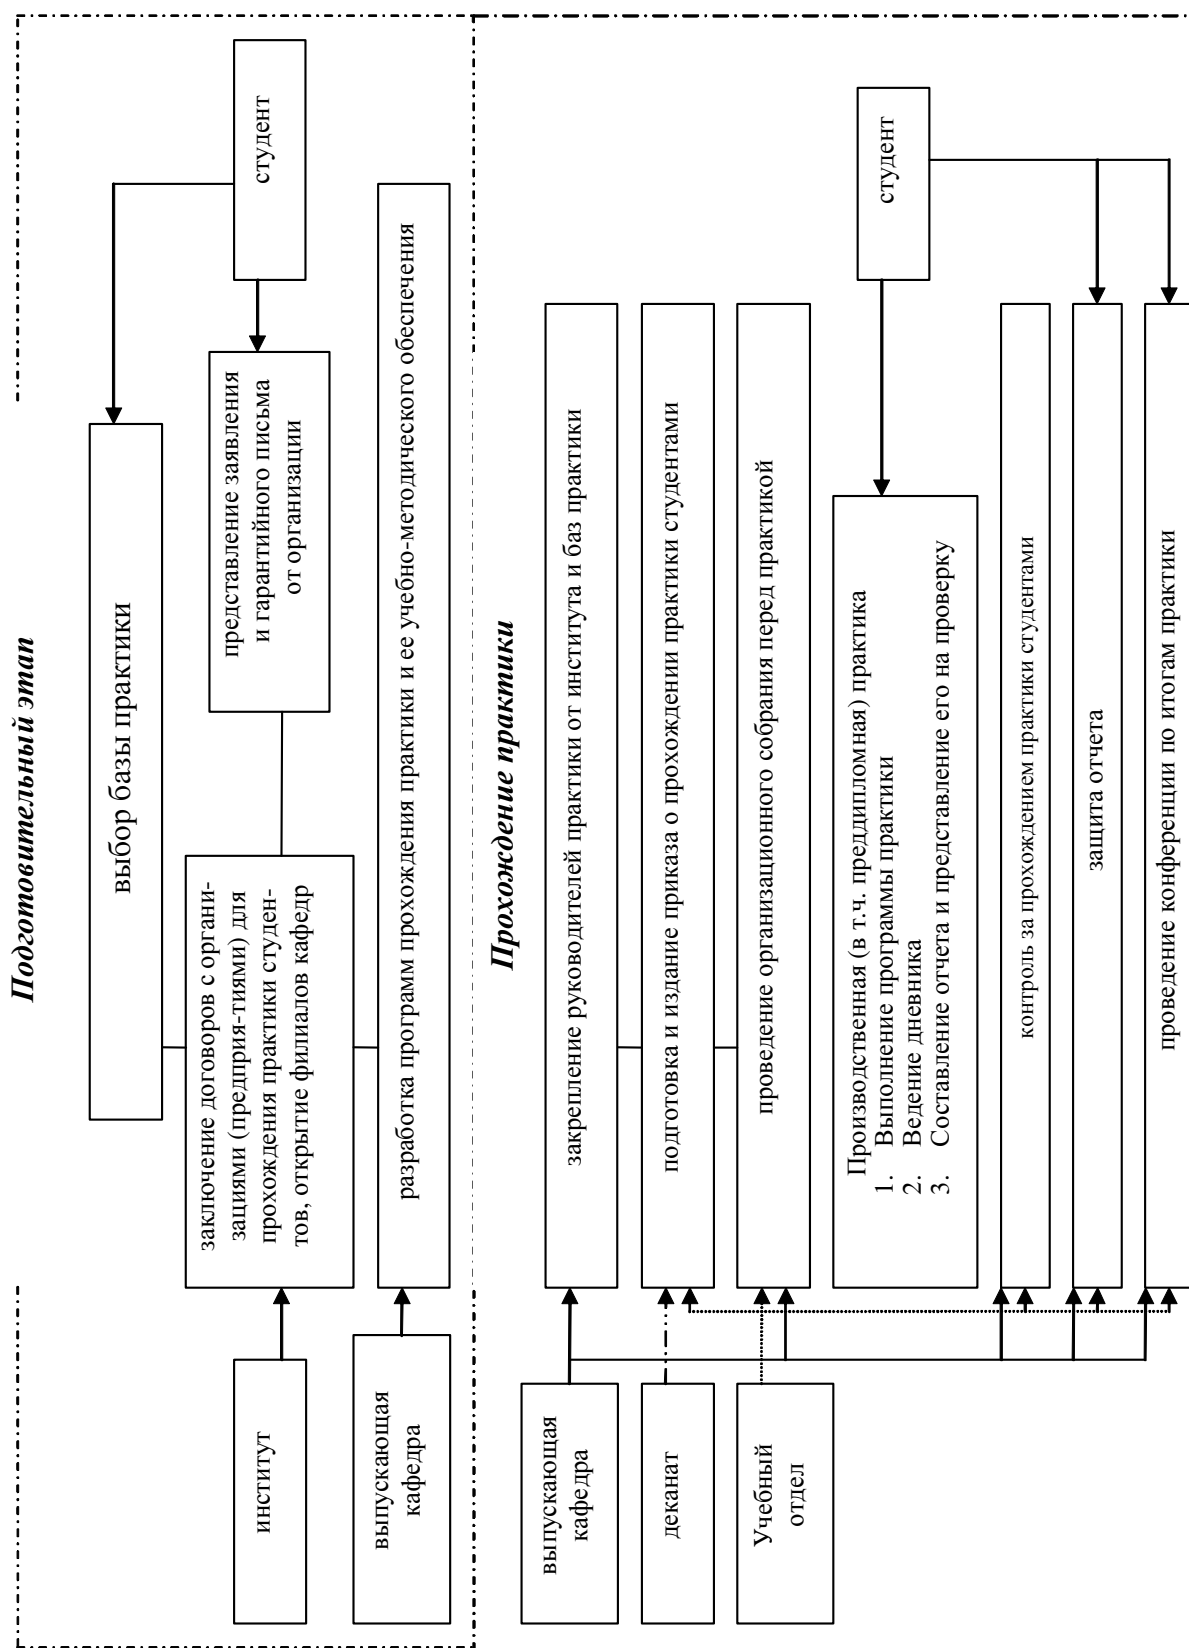 Подготовительный этап
выбор базы практики
институт
заключение договоров с органи-
зациями (предприя-тиями) для
прохождения практики студен-
тов, открытие филиалов кафедр
представление заявления
и гарантийного письма
от организации
студент
выпускающая
кафедра
разработка программ прохождения практики и ее учебно-методического обеспечения
Прохождение практики
выпускающая
кафедра
закрепление руководителей практики от института и баз практики
деканат
подготовка и издание приказа о прохождении практики студентами
Учебный
отдел
проведение организационного собрания перед практикой
Производственная (в т.ч. преддипломная) практика
1. Выполнение программы практики
2. Ведение дневника
3. Составление отчета и представление его на проверку
студент
контроль за прохождением практики студентами
защита отчета
проведение конференции по итогам практики